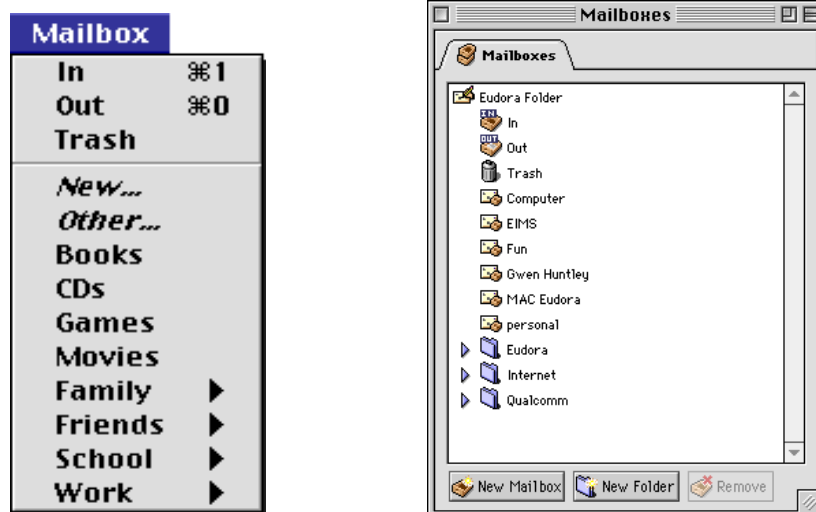 Mailbox
In ⌘1
Out ⌘0
Trash
New...
Other...
Books
CDs
Games
Movies
Family
Friends
School
Work
Mailboxes
Mailboxes
Eudora Folder
IN In
OUT Out
Trash
Computer
EIMS
Fun
Gwen Huntley
MAC Eudora
personal
Eudora
Internet
Qualcomm
New Mailbox New Folder Remove